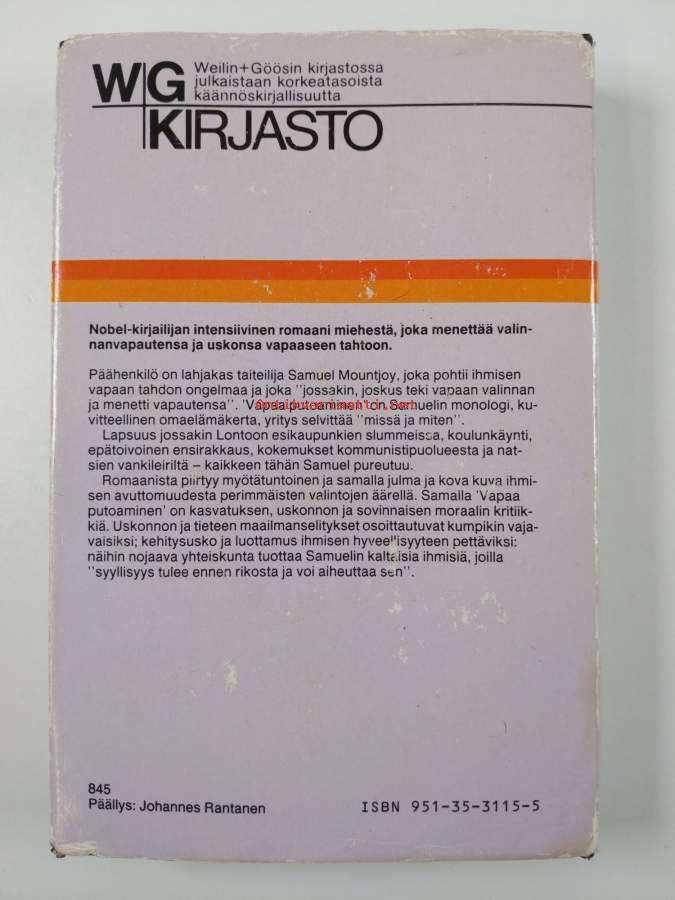 WG Weilin+Göösin kirjastossa
julkaistaan korkeatasoista
käännöskirjallisuutta
KIRJASTO
Nobel-kirjailijan intensiivinen romaani miehestä, joka menettää valin-
nanvapautensa ja uskonsa vapaaseen tahtoon.
Päähenkilö on lahjakas taiteilija Samuel Mountjoy, joka pohtii ihmisen
vapaan tahdon ongelmaa ja joka ''jossakin, joskus teki vapaan valinnan
ja menetti vapautensa''. 'Vapaa putoaminen' on Samuelin monologi, ku-
vitteellinen omaelämäkerta, yritys selvittää ''missä ja miten''.
Lapsuus jossakin Lontoon esikaupunkien slummeissa, koulunkäynti,
epätoivoinen ensirakkaus, kokemukset kommunistipuolueesta ja nat-
sien vankileiriltä – kaikkeen tähän Samuel pureutuu.
Romaanista piirtyy myötätuntoinen ja samalla julma ja kova kuva ihmi-
sen avuttomuudesta perimmäisten valintojen äärellä. Samalla 'Vapaa
putoaminen' on kasvatuksen, uskonnon ja sovinnaisen moraalin kritiik-
kiä. Uskonnon ja tieteen maailmanselitykset osoittautuvat kumpikin vaja-
vaisiksi; kehitysusko ja luottamus ihmisen hyveellisyyteen pettäviksi:
näihin nojaava yhteiskunta tuottaa Samuelin kaltaisia ihmisiä, joilla
''syyllisyys tulee ennen rikosta ja voi aiheuttaa sen''.
845
Päällys: Johannes Rantanen
ISBN 951-35-3115-5